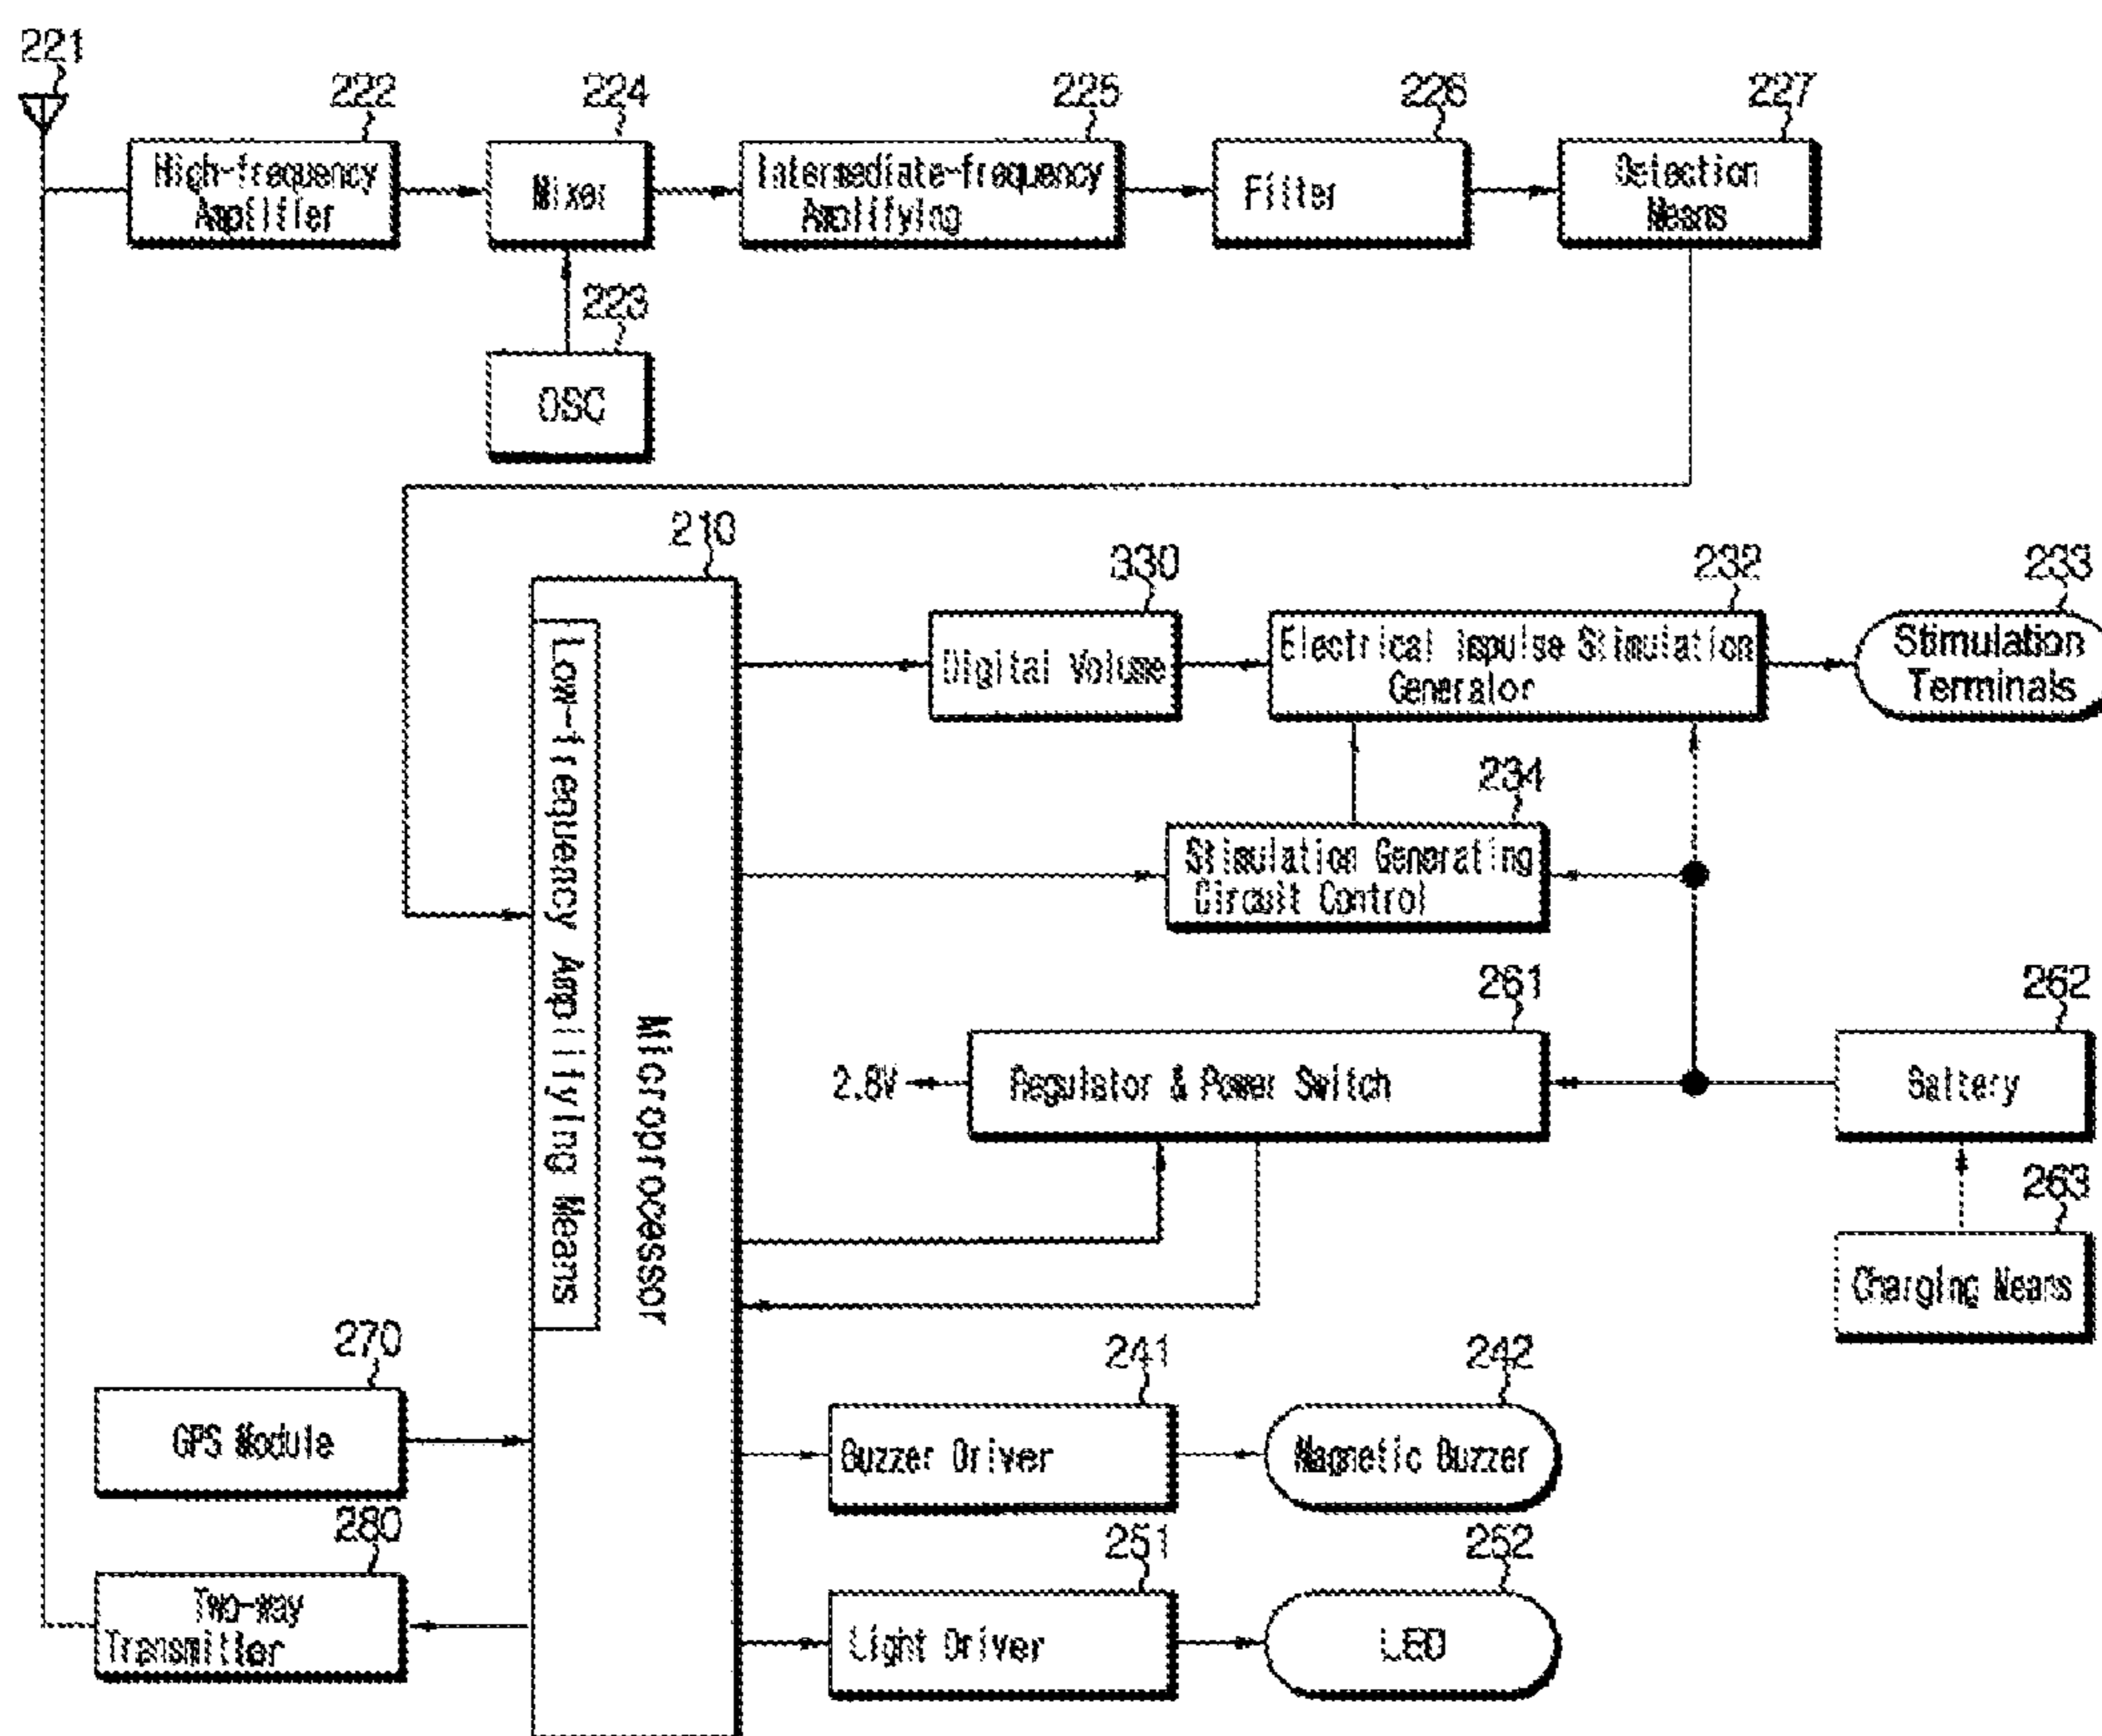 221
222
High-frequency
Amplifier
224
Mixer
225
Intermediate-frequency
Amplifying
226
Filter
227
Detection
Means
223
OSC
210
Low-frequency Amplifying Means
Microprocessor
330
Digital Volume
232
Electrical Impulse Stimulation
Generator
233
Stimulation
Terminals
234
Stimulation Generating
Circuit Control
261
2.8V
Regulator & Power Switch
262
Battery
263
Charging Means
270
GPS Module
241
Buzzer Driver
242
Magnetic Buzzer
280
Two-way
Transmitter
251
Light Driver
252
LED